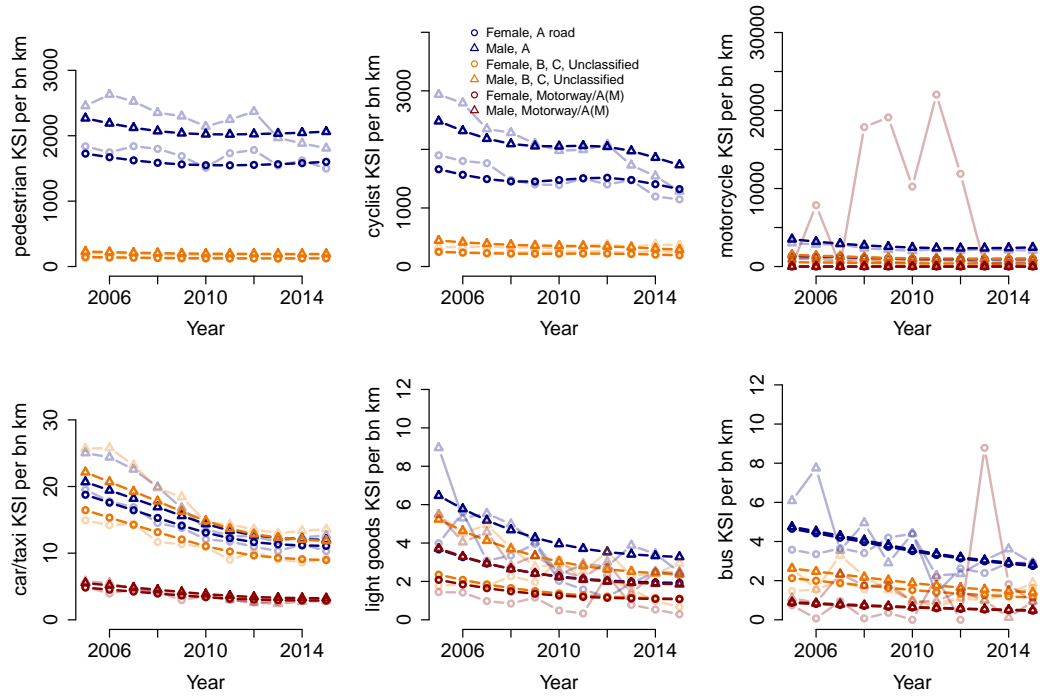 pedestrian KSI per bn km
0 1000 2000 3000
2006 2010 2014
Year
cyclist KSI per bn km
0 1000 3000
2006 2010 2014
Year
Female, A road
Male, A
Female, B, C, Unclassified
Male, B, C, Unclassified
Female, Motorway/A(M)
Male, Motorway/A(M)
motorcycle KSI per bn km
0 10000 20000 30000
2006 2010 2014
Year
car/taxi KSI per bn km
0 10 20 30
2006 2010 2014
Year
light goods KSI per bn km
0 2 4 6 8 10 12
2006 2010 2014
Year
bus KSI per bn km
0 2 4 6 8 10 12
2006 2010 2014
Year